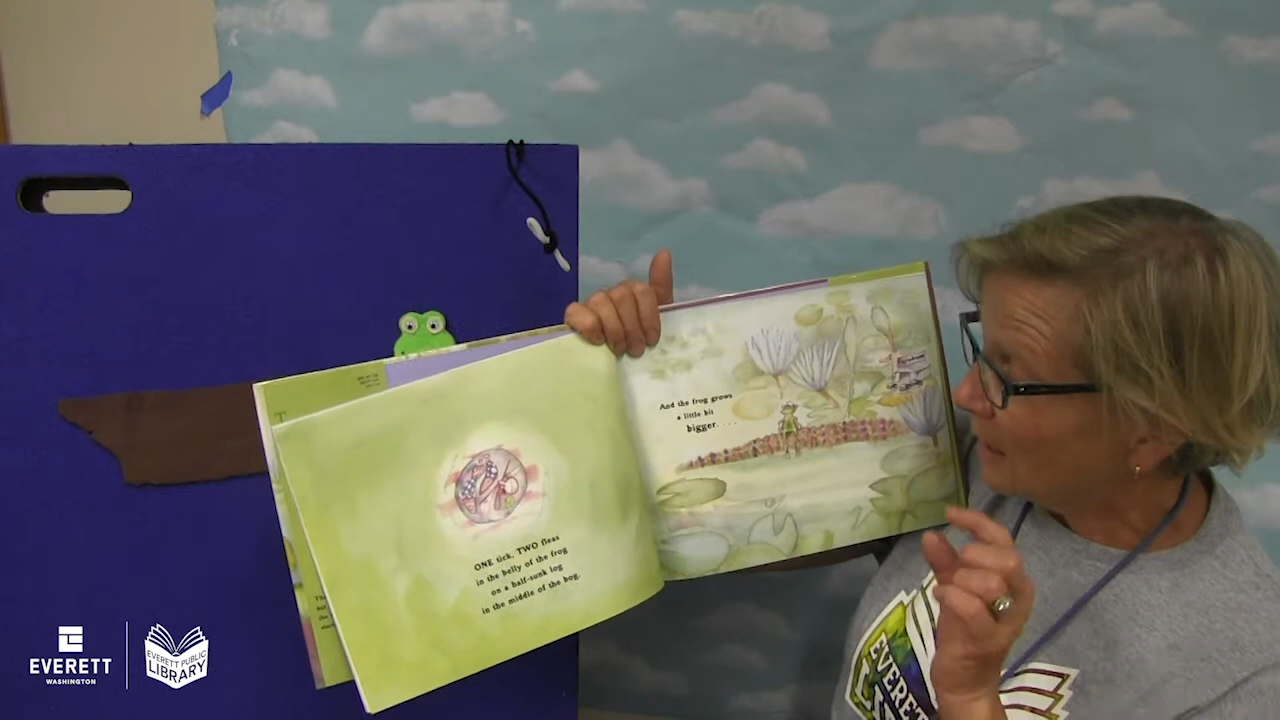 And the frog grows
a little bit
bigger. . . .
ONE tick, TWO fleas
in the belly of the frog
on a half-sunk log
in the middle of the bog.
EVERETT
WASHINGTON
EVERETT PUBLIC
LIBRARY
EVERETT